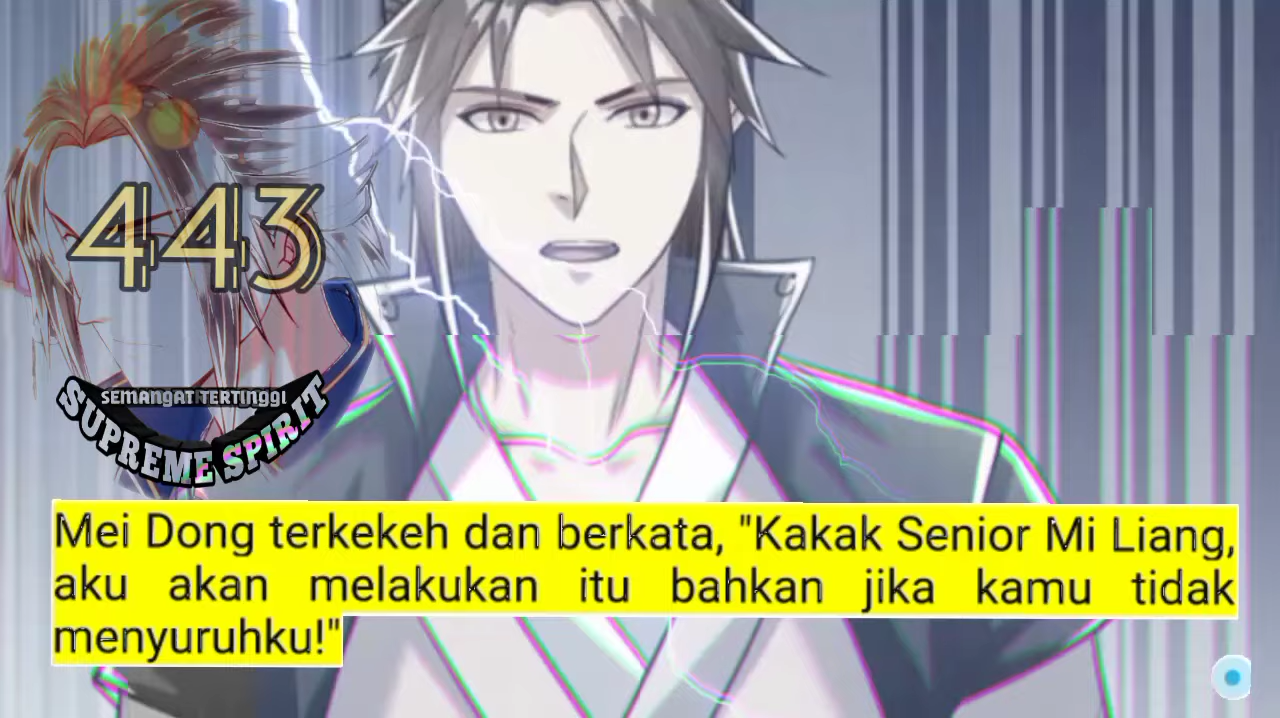 443
SEMANGAT TERTINGGI
SUPREME SPIRIT
Mei Dong terkekeh dan berkata, "Kakak Senior Mi Liang,
aku akan melakukan itu bahkan jika kamu tidak
menyuruhku!"